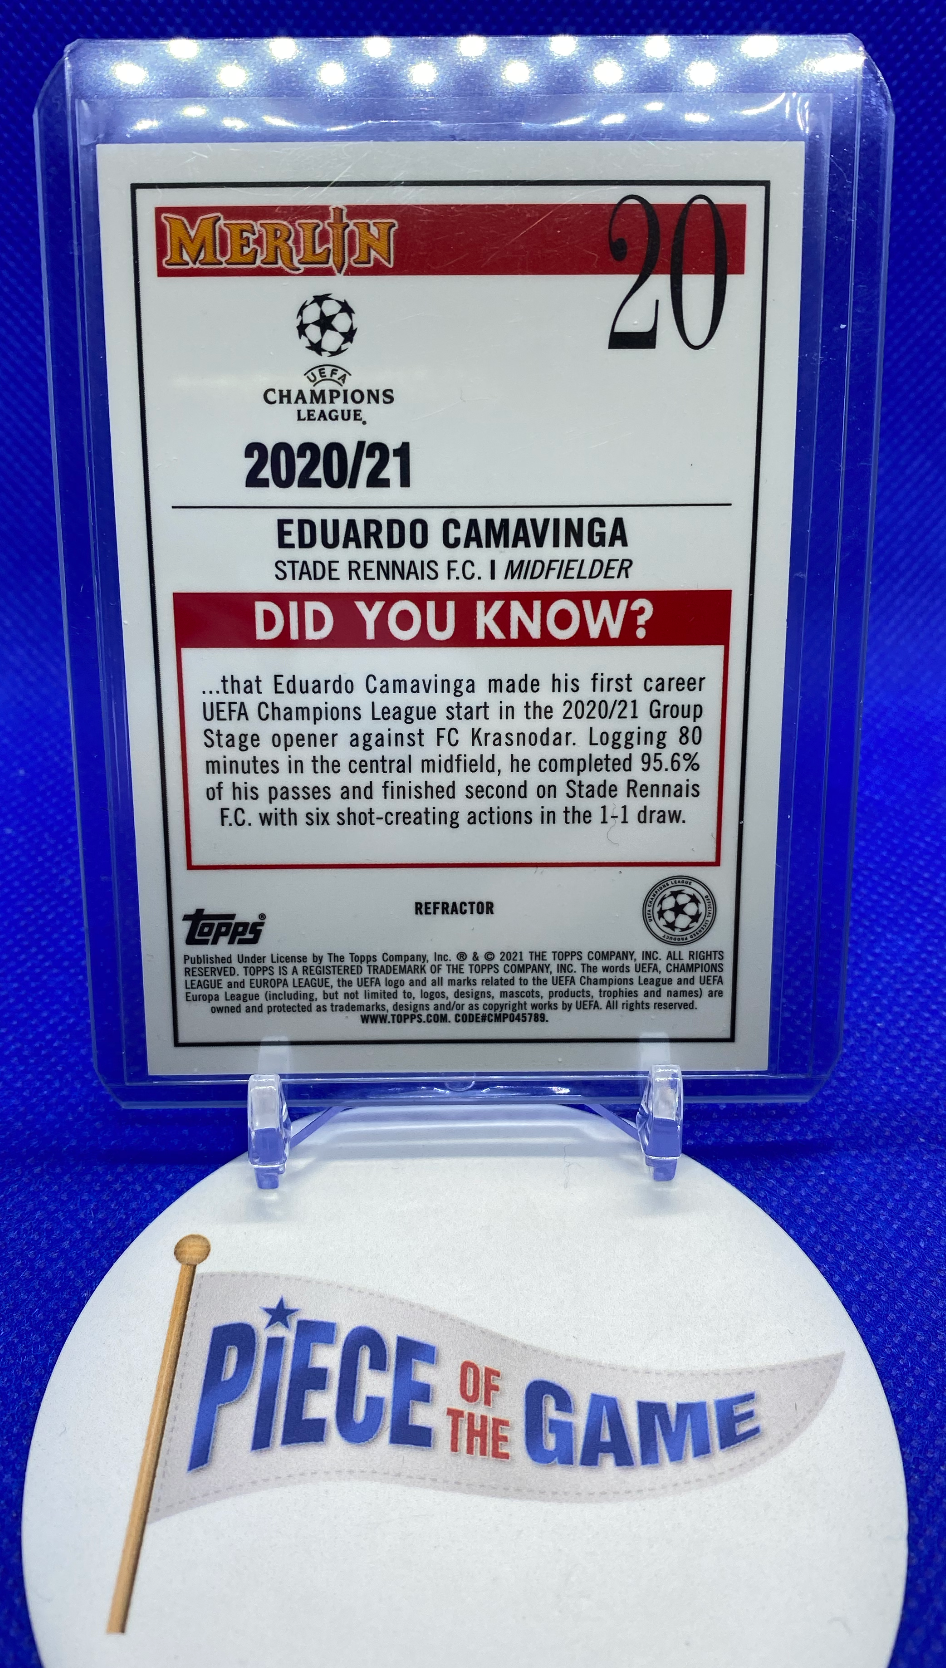 MERLIN
20
UEFA
CHAMPIONS
LEAGUE®
2020/21
EDUARDO CAMAVINGA
STADE RENNAIS F.C. | MIDFIELDER
DID YOU KNOW?
...that Eduardo Camavinga made his first career
UEFA Champions League start in the 2020/21 Group
Stage opener against FC Krasnodar. Logging 80
minutes in the central midfield, he completed 95.6%
of his passes and finished second on Stade Rennais
F.C. with six shot-creating actions in the 1-1 draw.
REFRACTOR
Topps®
Published Under License by The Topps Company, Inc. ® & © 2021 THE TOPPS COMPANY, INC. ALL RIGHTS
RESERVED. TOPPS IS A REGISTERED TRADEMARK OF THE TOPPS COMPANY, INC. The words UEFA, CHAMPIONS
LEAGUE and EUROPA LEAGUE, the UEFA logo and all marks related to the UEFA Champions League and UEFA
Europa League (including, but not limited to, logos, designs, mascots, products, trophies and names) are
owned and protected as trademarks, designs and/or as copyright works by UEFA. All rights reserved.
WWW.TOPPS.COM. CODE#CMP045789.
PiECE OF THE GAME